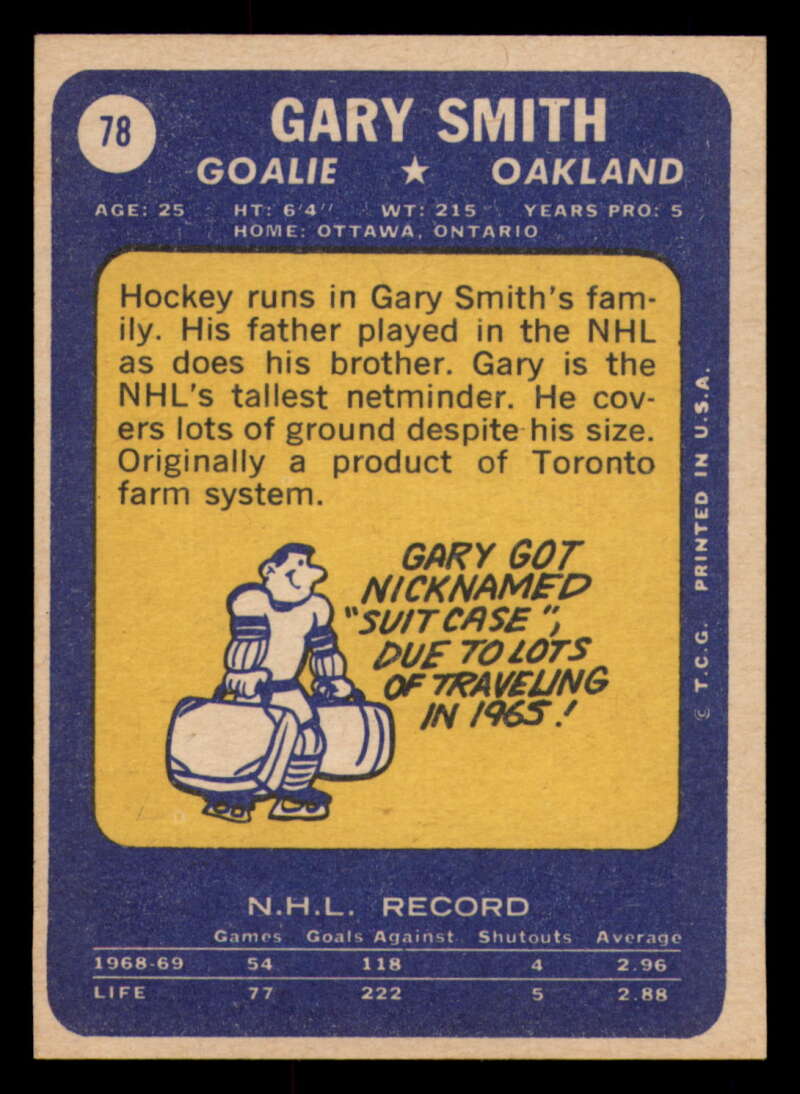 78
GARY SMITH
GOALIE ★ OAKLAND
AGE: 25 HT: 6'4'' WT: 215 YEARS PRO: 5
HOME: OTTAWA, ONTARIO
Hockey runs in Gary Smith's fam-
ily. His father played in the NHL
as does his brother. Gary is the
NHL's tallest netminder. He cov-
ers lots of ground despite his size.
Originally a product of Toronto
farm system.
GARY GOT
NICKNAMED
"SUIT CASE",
DUE TO LOTS
OF TRAVELING
IN 1965!
© T.C.G. PRINTED IN U.S.A.
N.H.L. RECORD
Games Goals Against Shutouts Average
1968-69 54 118 4 2.96
LIFE 77 222 5 2.88